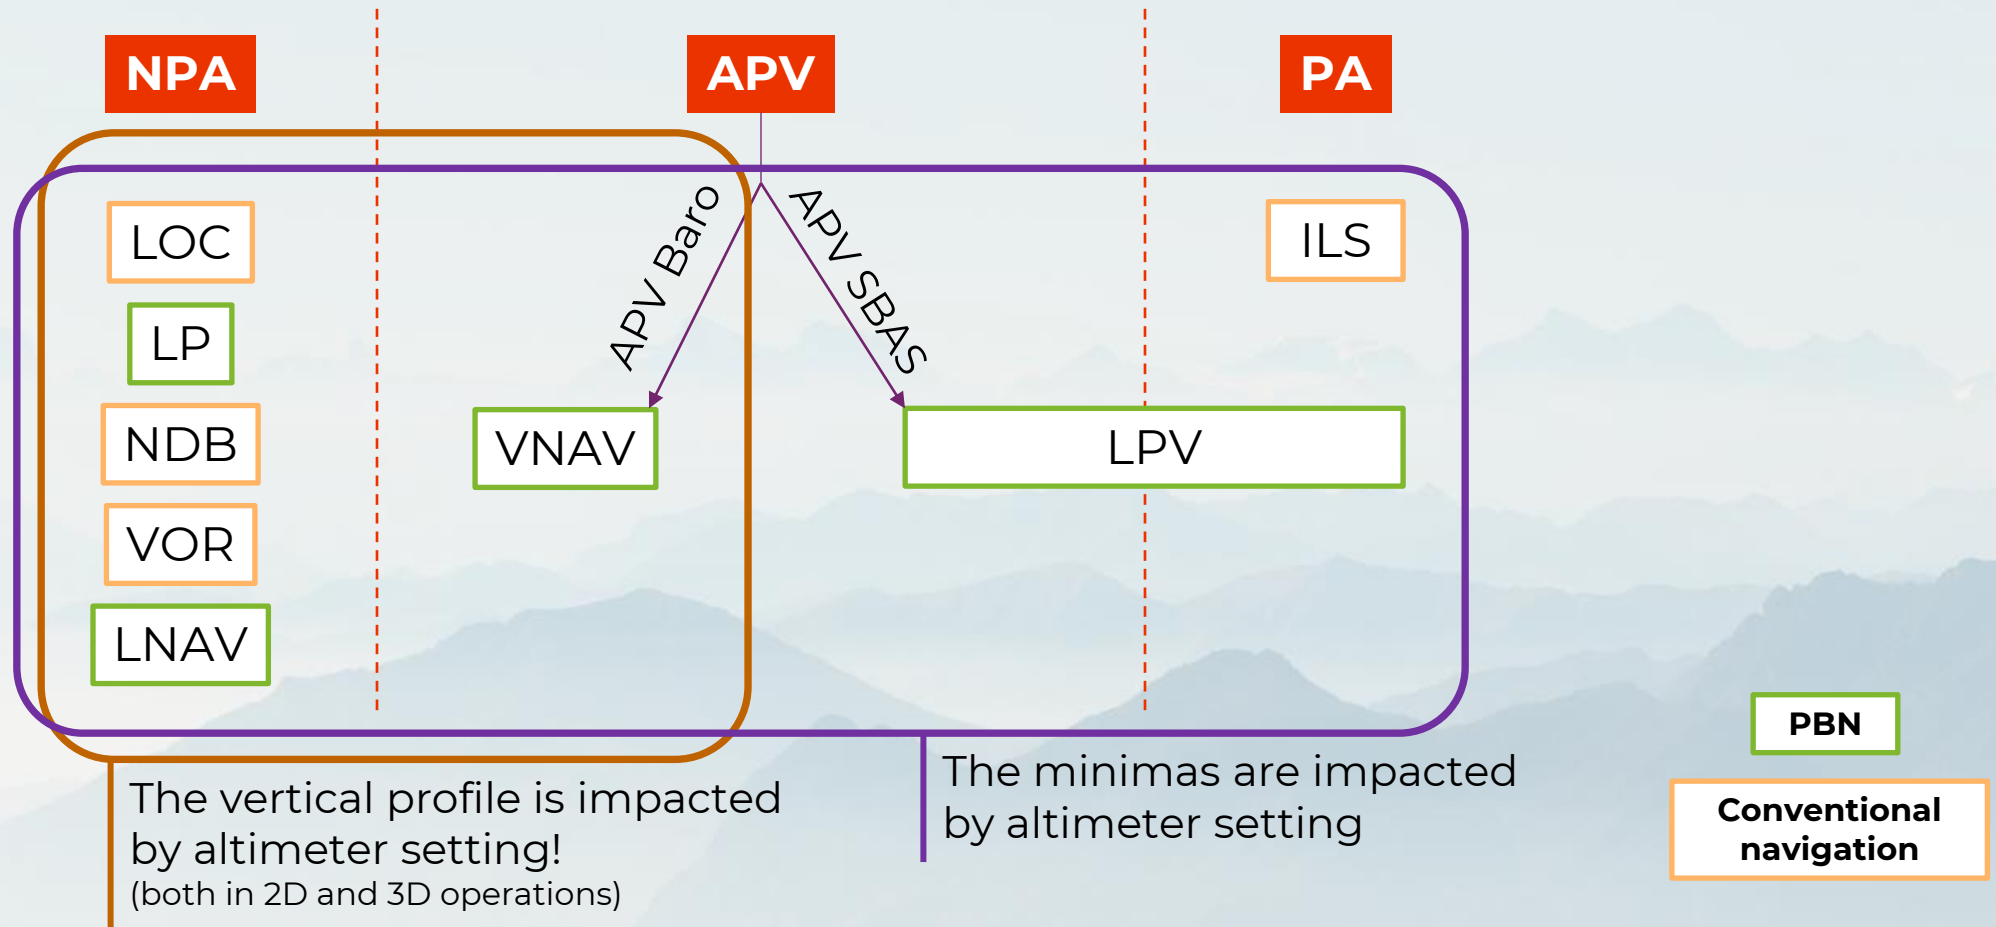 NPA
APV
PA
LOC
LP
NDB
VOR
LNAV
APV Baro
APV SBAS
VNAV
LPV
ILS
The vertical profile is impacted
by altimeter setting!
(both in 2D and 3D operations)
The minimas are impacted
by altimeter setting
PBN
Conventional
navigation